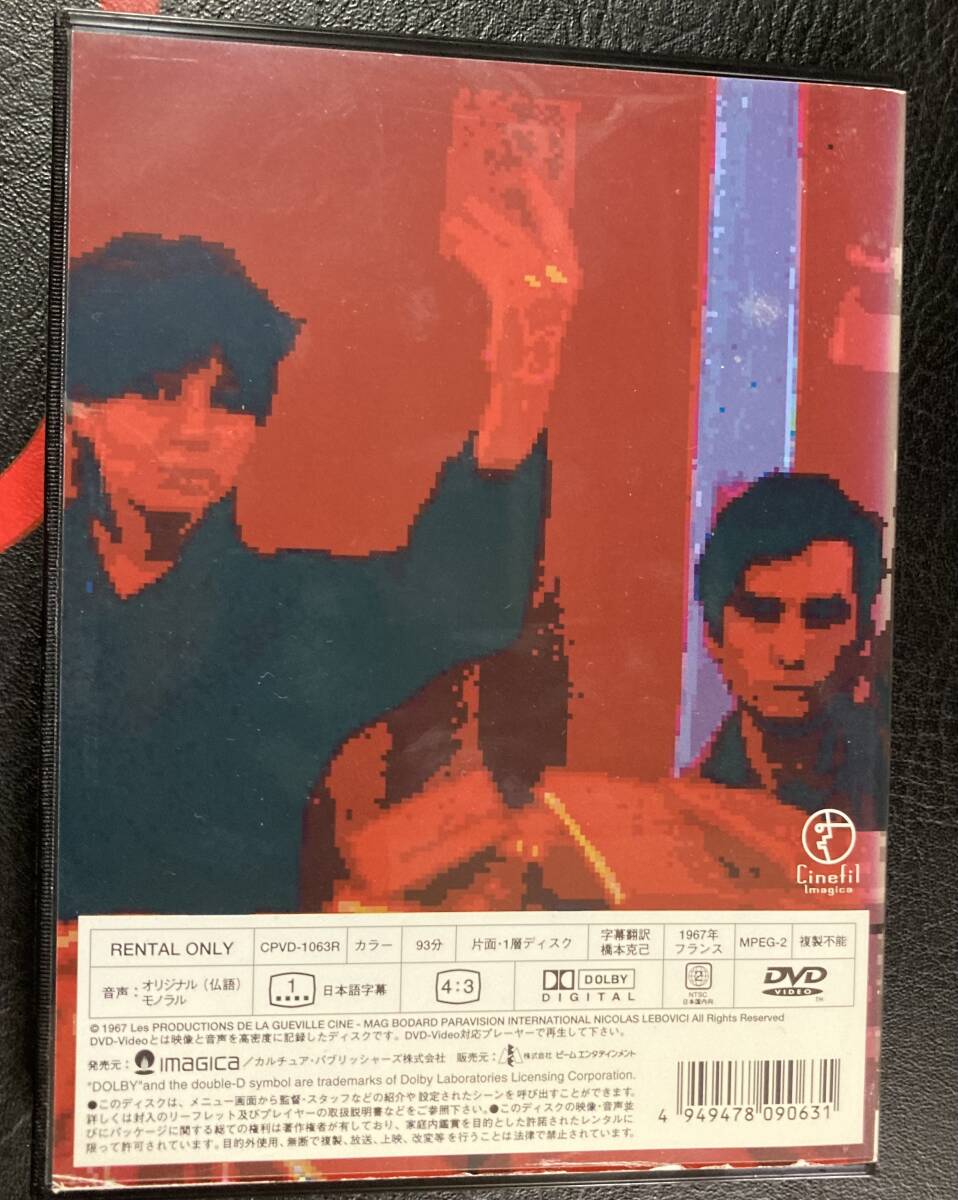 Cinefil
Imagica
RENTAL ONLY CPVD-1063R カラー 93分 片面・1層ディスク 字幕翻訳 橋本克己 1967年 フランス MPEG-2 複製不能
音声：オリジナル（仏語）モノラル 1 日本語字幕 4:3 DOLBY DIGITAL 2 NTSC 日本国内向 DVD VIDEO TM
© 1967 Les PRODUCTIONS DE LA GUEVILLE CINE - MAG BODARD PARAVISION INTERNATIONAL NICOLAS LEBOVICI All Rights Reserved
DVD-Videoとは映像と音声を高密度に記録したディスクです。DVD-Video対応プレーヤーで再生して下さい。
発売元：IMAGICA／カルチュア・パブリッシャーズ株式会社 販売元：株式会社 ビーム エンタテインメント
"DOLBY"and the double-D symbol are trademarks of Dolby Laboratories Licensing Corporation.
●このディスクは、メニュー画面から監督・スタッフなどの紹介や設定されたシーンを呼び出すことができます。
詳しくは封入のリーフレット及びプレイヤーの取扱説明書などをご参照下さい。●このディスクの映像・音声並
びにパッケージに関する総ての権利は著作権者が有しており、家庭内鑑賞を目的とした許諾されたレンタルに
限って許可されています。目的外使用、無断で複製、放送、上映、改変等を行うことは法律で禁止されています。
4 949478 090631